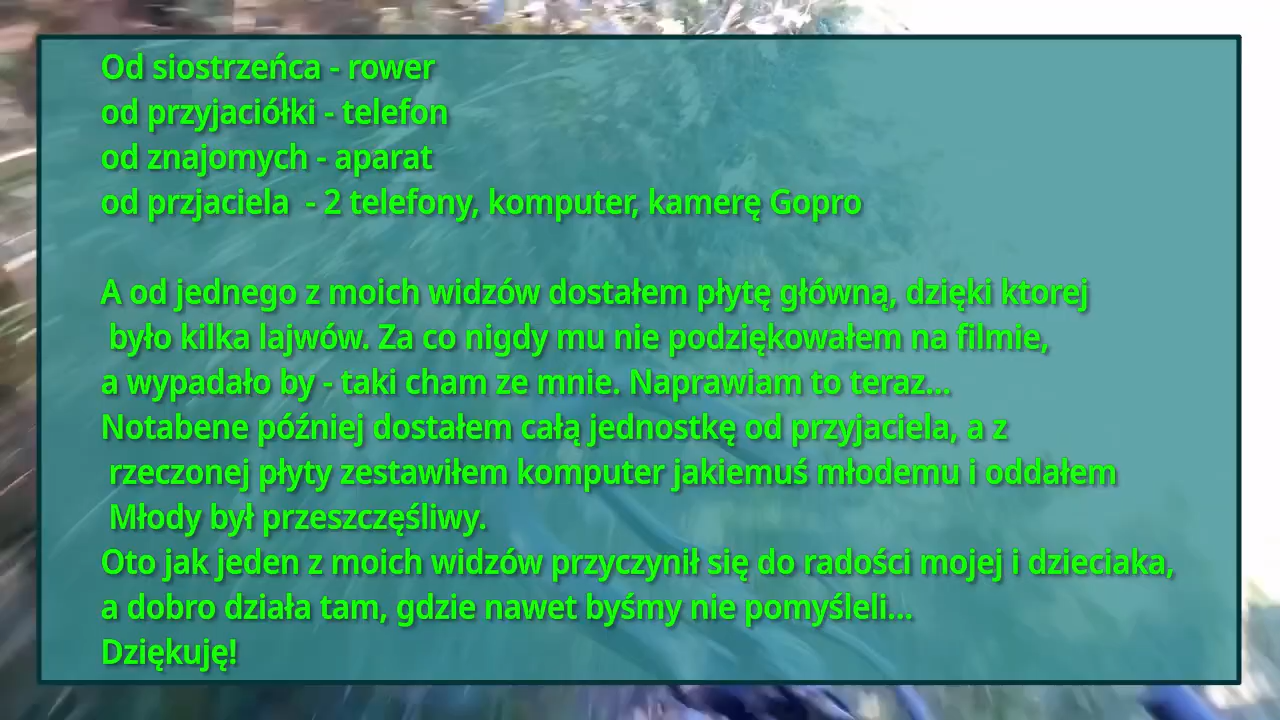 Od siostrzeńca - rower
od przyjaciółki - telefon
od znajomych - aparat
od przjaciela - 2 telefony, komputer, kamerę Gopro
A od jednego z moich widzów dostałem płytę główną, dzięki ktorej
było kilka lajwów. Za co nigdy mu nie podziękowałem na filmie,
a wypadało by - taki cham ze mnie. Naprawiam to teraz...
Notabene później dostałem całą jednostkę od przyjaciela, a z
rzeczonej płyty zestawiłem komputer jakiemuś młodemu i oddałem
Młody był przeszczęśliwy.
Oto jak jeden z moich widzów przyczynił się do radości mojej i dzieciaka,
a dobro działa tam, gdzie nawet byśmy nie pomyśleli...
Dziękuję!